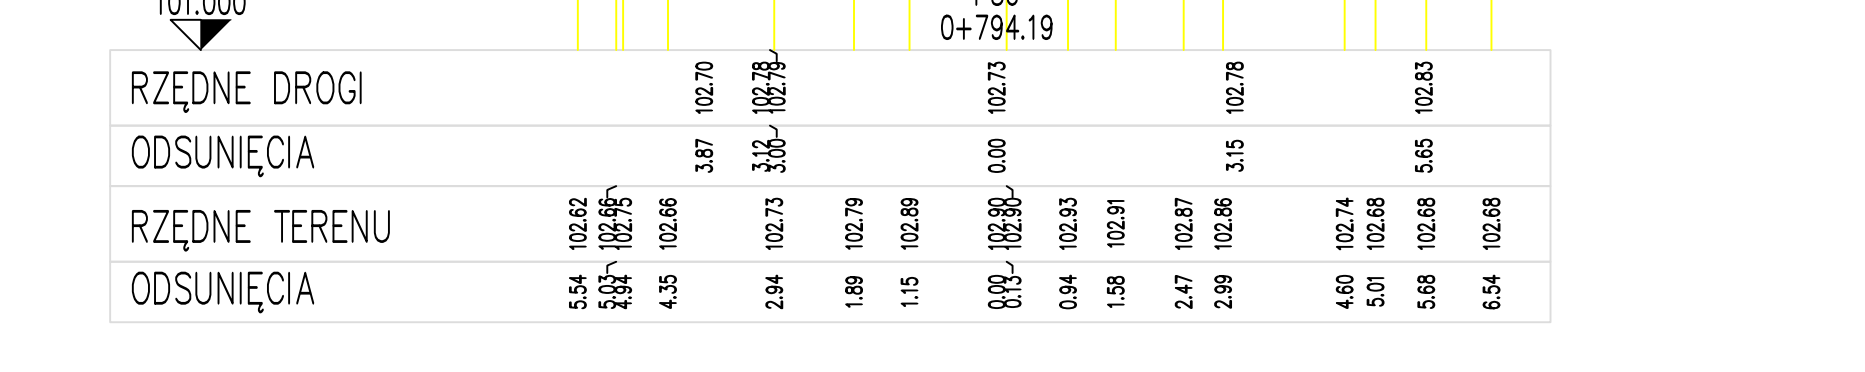 101.000
0+794.19
RZĘDNE DROGI 102.70 102.78 102.79 102.73 102.78 102.83
ODSUNIĘCIA 3.87 3.12 3.00 0.00 3.15 5.65
RZĘDNE TERENU 102.62 102.66 102.75 102.66 102.73 102.79 102.89 102.90 102.90 102.93 102.91 102.87 102.86 102.74 102.68 102.68 102.68
ODSUNIĘCIA 5.54 5.03 4.94 4.35 2.94 1.89 1.15 0.00 0.13 0.94 1.58 2.47 2.99 4.60 5.01 5.68 6.54